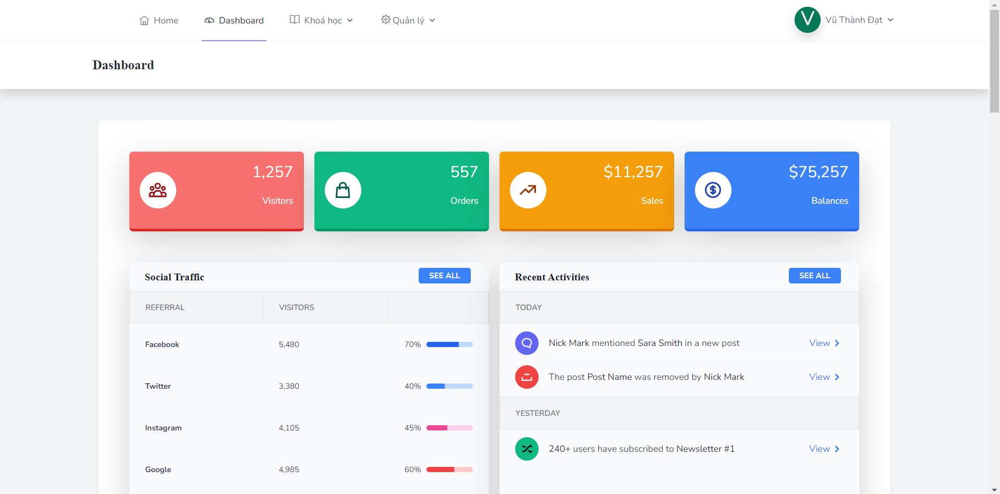 Home Dashboard Khoá học Quản lý V Vũ Thành Đạt
Dashboard
1,257 557 $11,257 $75,257
Visitors Orders Sales Balances
Social Traffic SEE ALL
REFERRAL VISITORS
Facebook 5,480 70%
Twitter 3,380 40%
Instagram 4,105 45%
Google 4,985 60%
Recent Activities SEE ALL
TODAY
Nick Mark mentioned Sara Smith in a new post View
The post Post Name was removed by Nick Mark View
YESTERDAY
240+ users have subscribed to Newsletter #1 View